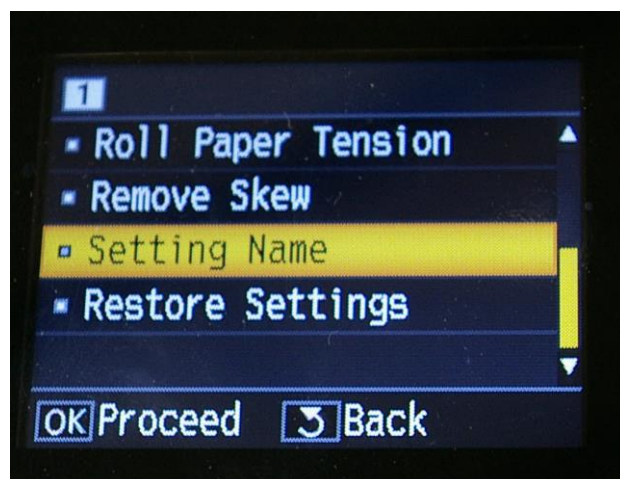 1
Roll Paper Tension
Remove Skew
Setting Name
Restore Settings
OK Proceed Back